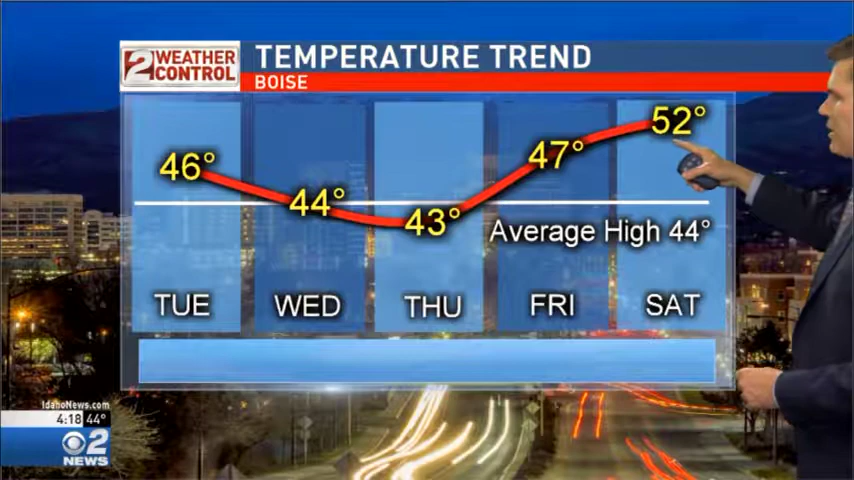 2 WEATHER CONTROL
TEMPERATURE TREND
BOISE
46° 44° 43° 47° 52°
Average High 44°
TUE WED THU FRI SAT
IdahoNews.com
4:18 44°
2
NEWS